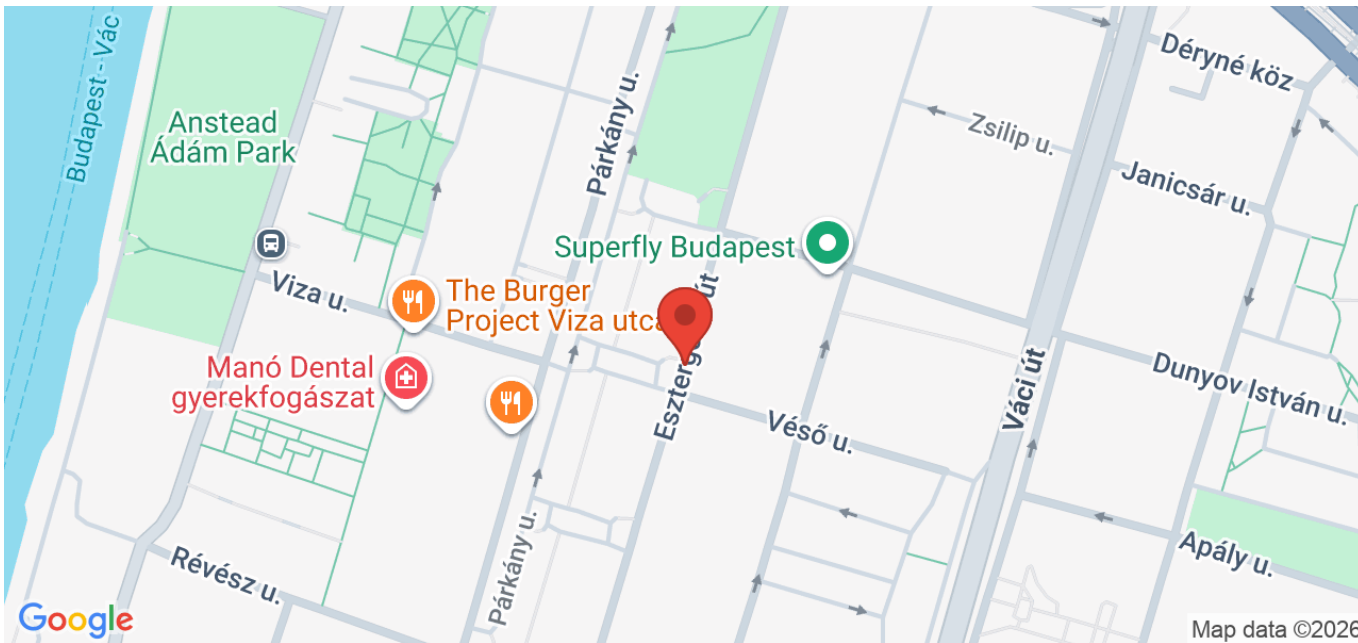 Budapest - Vác
Anstead
Ádám Park
Párkány u.
Déryné köz
Zsilip u.
Janicsár u.
Superfly Budapest
Viza u.
The Burger
Project Viza utca
Manó Dental
gyerekfogászat
Váci út
Dunyov István u.
Véső u.
Párkány u.
Révész u.
Apály u.
Google
Map data ©2026